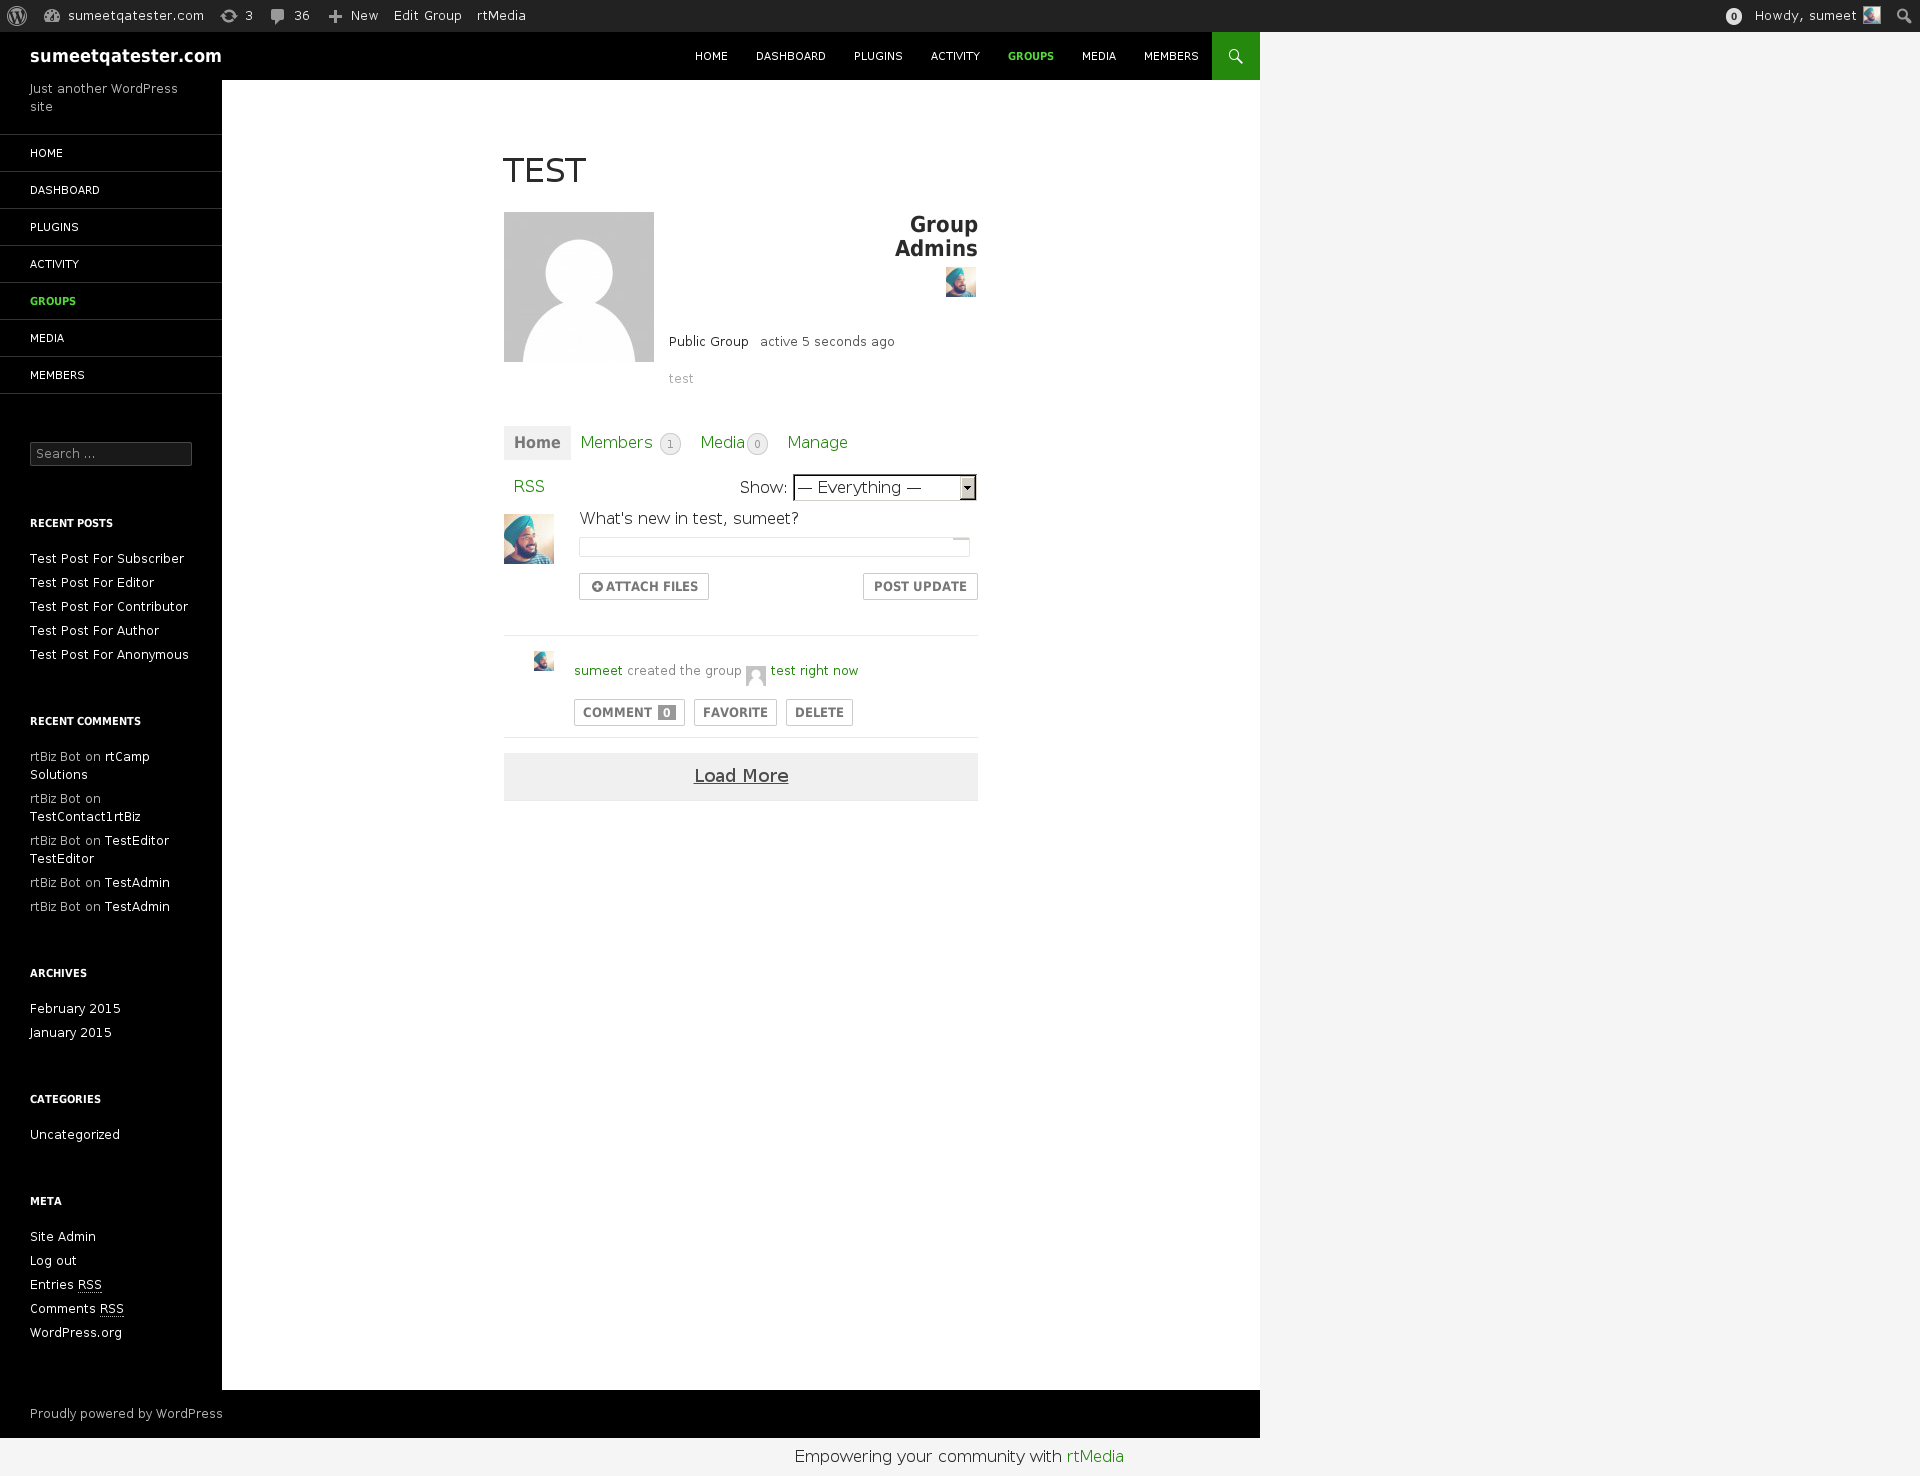 sumeetqatester.com 3 36 New Edit Group rtMedia 0 Howdy, sumeet
sumeetqatester.com HOME DASHBOARD PLUGINS ACTIVITY GROUPS MEDIA MEMBERS
Just another WordPress
site
HOME
DASHBOARD
PLUGINS
ACTIVITY
GROUPS
MEDIA
MEMBERS
Search ...
RECENT POSTS
Test Post For Subscriber
Test Post For Editor
Test Post For Contributor
Test Post For Author
Test Post For Anonymous
RECENT COMMENTS
rtBiz Bot on rtCamp
Solutions
rtBiz Bot on
TestContact1rtBiz
rtBiz Bot on TestEditor
TestEditor
rtBiz Bot on TestAdmin
rtBiz Bot on TestAdmin
ARCHIVES
February 2015
January 2015
CATEGORIES
Uncategorized
META
Site Admin
Log out
Entries RSS
Comments RSS
WordPress.org
TEST
Group
Admins
Public Group active 5 seconds ago
test
Home Members 1 Media 0 Manage
RSS Show: — Everything —
What's new in test, sumeet?
ATTACH FILES POST UPDATE
sumeet created the group test right now
COMMENT 0 FAVORITE DELETE
Load More
Proudly powered by WordPress
Empowering your community with rtMedia